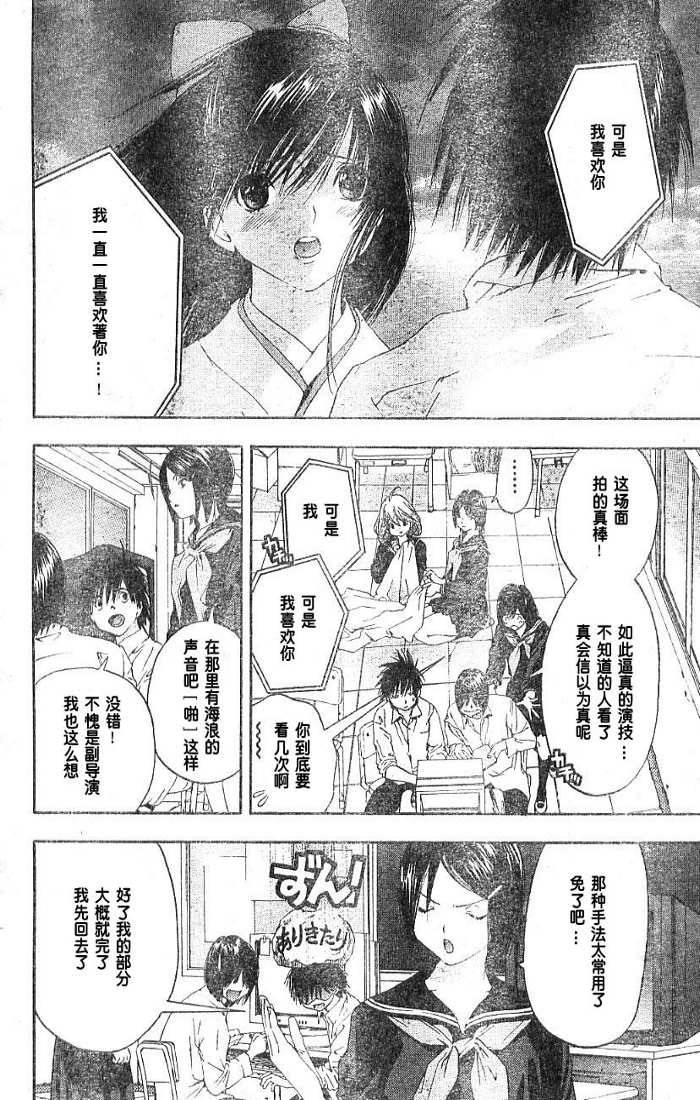 可是
我喜欢你
我一直一直喜欢著你…！
这场面
拍的真棒！
……
如此逼真的演技…
不知道的人看了
真会信以为真呢
可是
我
可是
我喜欢你
你到底要
看几次啊
在那里有海浪的
声音吧「啪」这样
没错！
不愧是副导演
我也这么想
那种手法太常用了
免了吧…
ずん！
ありきたり
好了我的部分
大概就完了
我先回去了